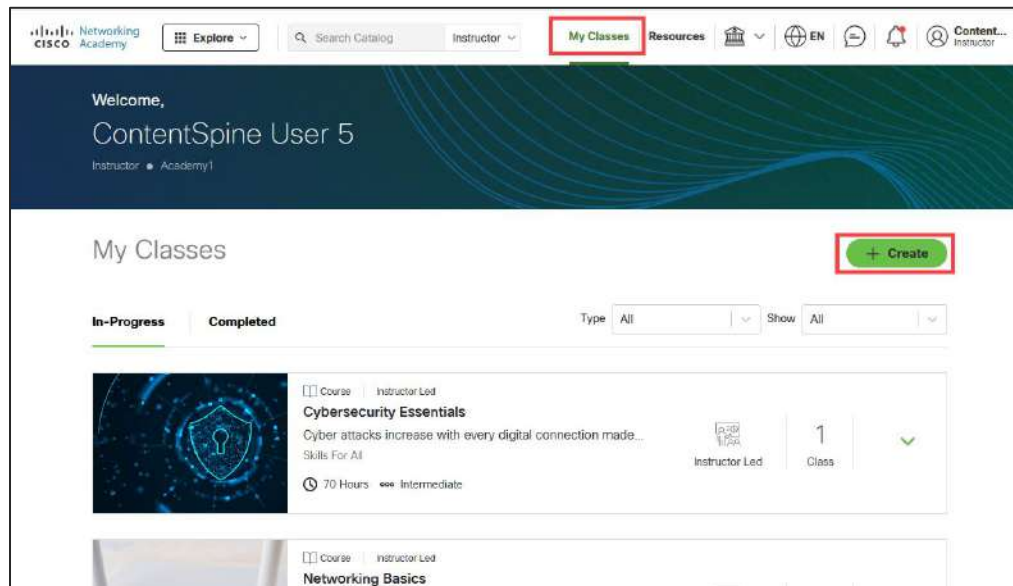 Networking
CISCO Academy
Explore
Search Catalog
Instructor
My Classes
Resources
EN
Content...
Instructor
Welcome,
ContentSpine User 5
Instructor ● Academy1
My Classes
+ Create
In-Progress
Completed
Type All
Show All
Course Instructor Led
Cybersecurity Essentials
Cyber attacks increase with every digital connection made...
Skills For All
70 Hours Intermediate
Instructor Led
1
Class
Course Instructor Led
Networking Basics